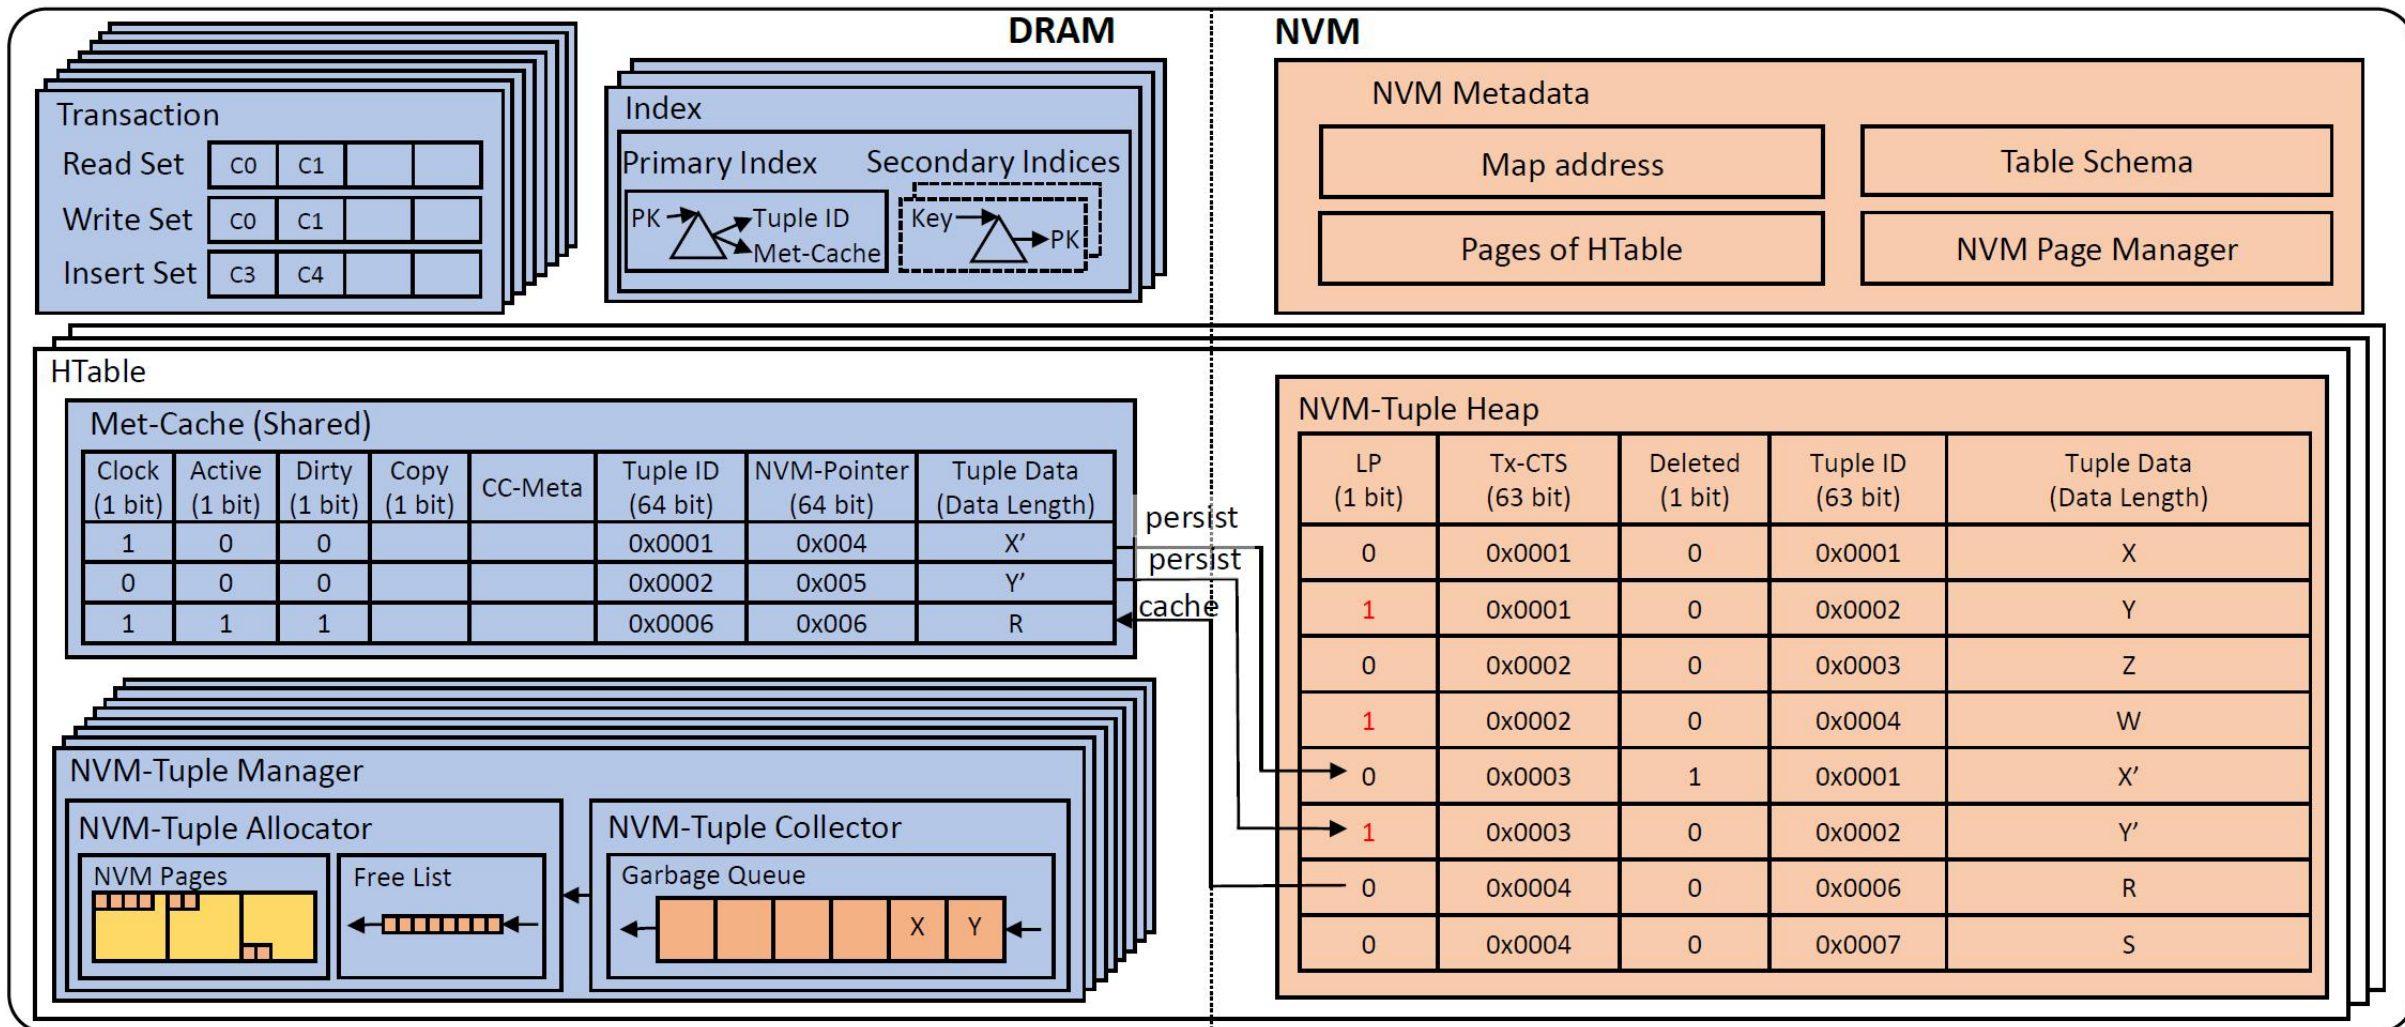 DRAM
NVM
Transaction
Read Set C0 C1
Write Set C0 C1
Insert Set C3 C4
Index
Primary Index
PK
Tuple ID
Met-Cache
Secondary Indices
Key
PK
NVM Metadata
Map address
Table Schema
Pages of HTable
NVM Page Manager
HTable
Met-Cache (Shared)
Clock (1 bit) Active (1 bit) Dirty (1 bit) Copy (1 bit) CC-Meta Tuple ID (64 bit) NVM-Pointer (64 bit) Tuple Data (Data Length)
1 0 0 0x0001 0x004 X’
0 0 0 0x0002 0x005 Y’
1 1 1 0x0006 0x006 R
persist
persist
cache
NVM-Tuple Heap
LP (1 bit) Tx-CTS (63 bit) Deleted (1 bit) Tuple ID (63 bit) Tuple Data (Data Length)
0 0x0001 0 0x0001 X
1 0x0001 0 0x0002 Y
0 0x0002 0 0x0003 Z
1 0x0002 0 0x0004 W
0 0x0003 1 0x0001 X’
1 0x0003 0 0x0002 Y’
0 0x0004 0 0x0006 R
0 0x0004 0 0x0007 S
NVM-Tuple Manager
NVM-Tuple Allocator
NVM Pages
Free List
NVM-Tuple Collector
Garbage Queue
X Y